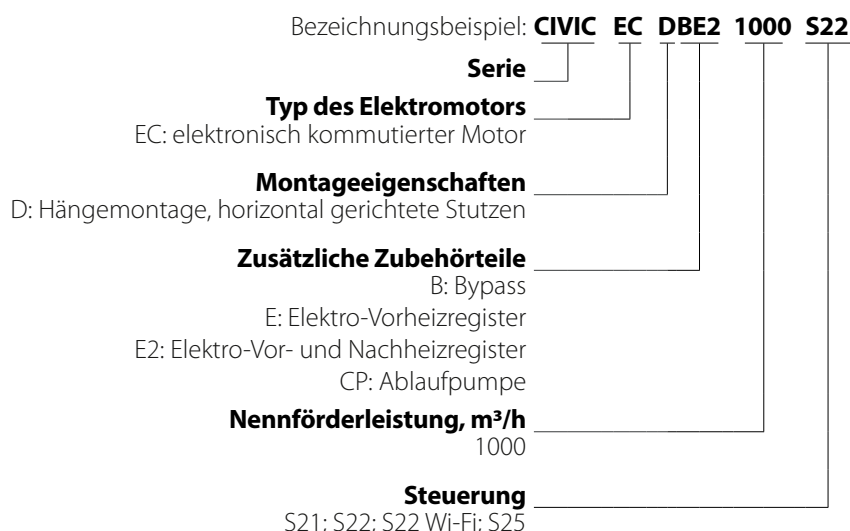 Bezeichnungsbeispiel: CIVIC EC DBE2 1000 S22
Serie
Typ des Elektromotors
EC: elektronisch kommutierter Motor
Montageeigenschaften
D: Hängemontage, horizontal gerichtete Stutzen
Zusätzliche Zubehörteile
B: Bypass
E: Elektro-Vorheizregister
E2: Elektro-Vor- und Nachheizregister
CP: Ablaufpumpe
Nennförderleistung, m³/h
1000
Steuerung
S21; S22; S22 Wi-Fi; S25